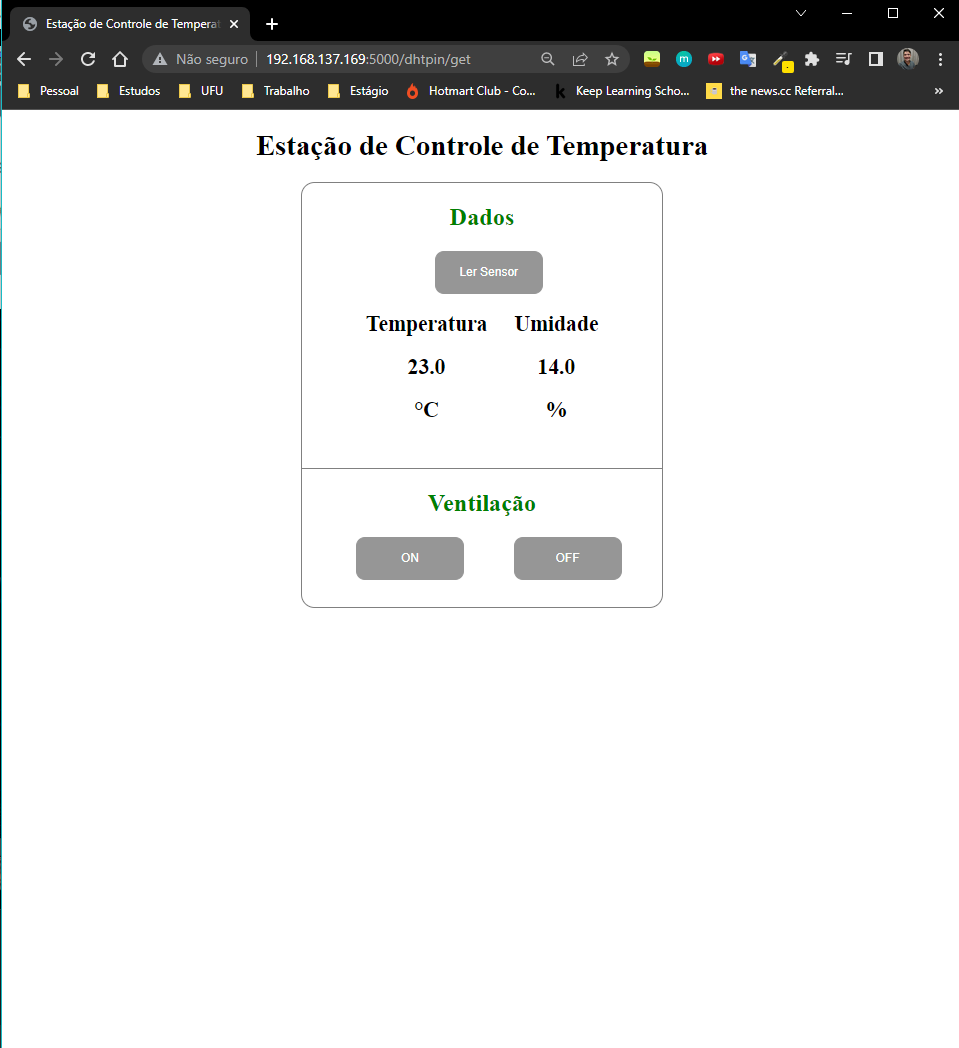 Estação de Controle de Tempera
Não seguro 192.168.137.169:5000/dhtpin/get
Pessoal Estudos UFU Trabalho Estágio Hotmart Club - Co... Keep Learning Scho... the news.cc Referral... »
Estação de Controle de Temperatura
Dados
Ler Sensor
Temperatura Umidade
23.0 14.0
°C %
Ventilação
ON OFF